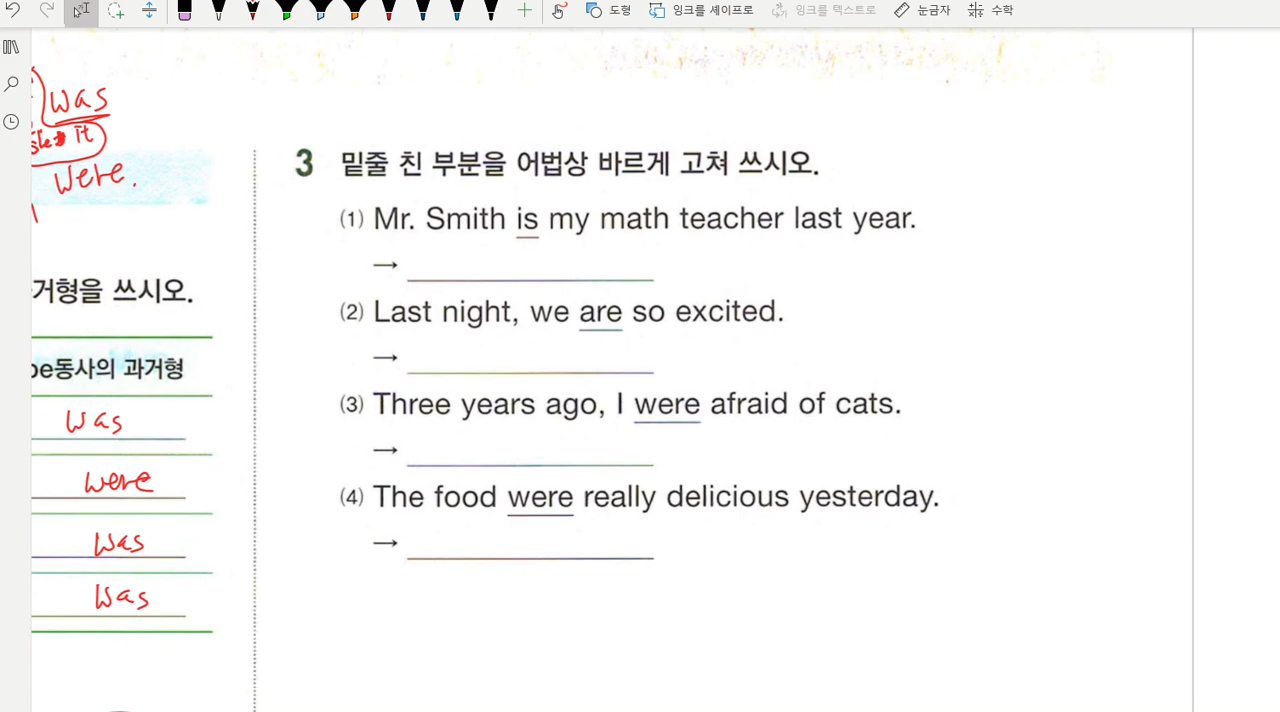 도형
잉크를 셰이프로
잉크를 텍스트로
눈금자
수학
was
it
were.
거형을 쓰시오.
be동사의 과거형
was
were
was
was
3 밑줄 친 부분을 어법상 바르게 고쳐 쓰시오.
(1) Mr. Smith is my math teacher last year.
→
(2) Last night, we are so excited.
→
(3) Three years ago, I were afraid of cats.
→
(4) The food were really delicious yesterday.
→